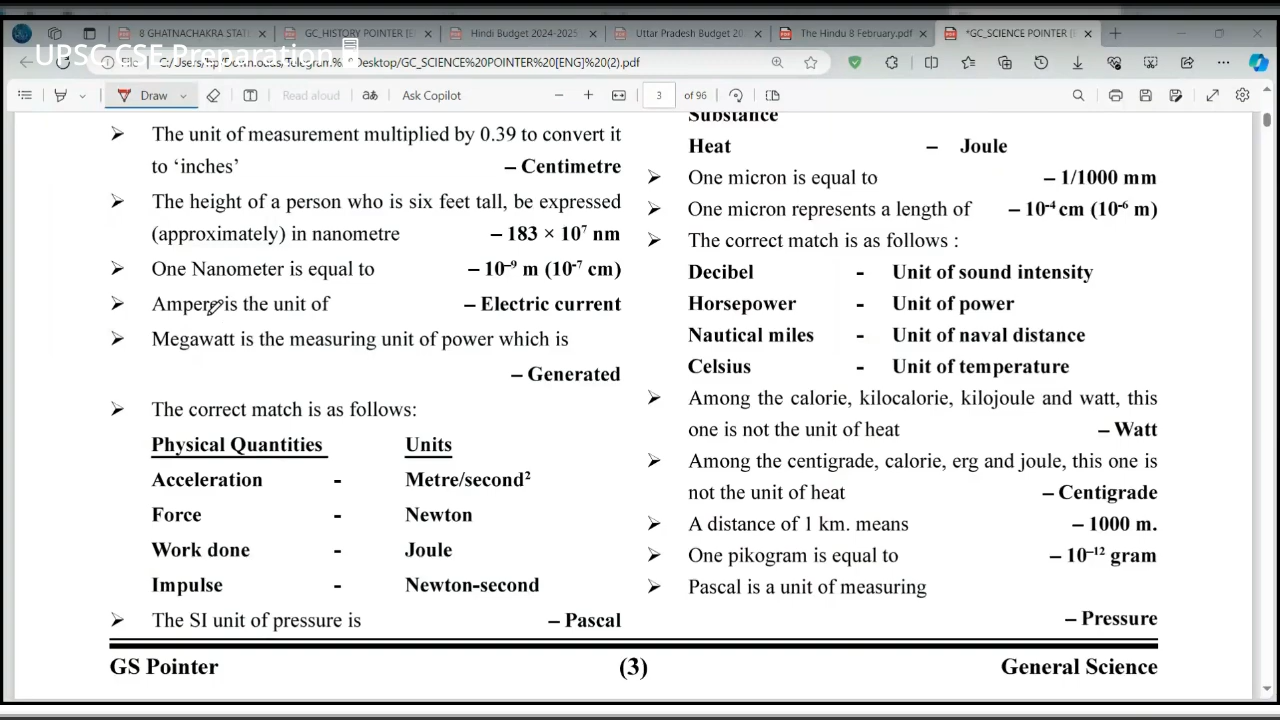 8 GHATNACHAKRA STAT
GC_HISTORY POINTER [E
Hindi Budget 2024-2025
Uttar Pradesh Budget 20
The Hindu 8 February.pdf
*GC_SCIENCE POINTER [E
UPSC CSE Preparation
File C:/Users/hp/Downloads/Telegram%20Desktop/GC_SCIENCE%20POINTER%20[ENG]%20(2).pdf
Draw
Read aloud
Ask Copilot
3 of 96
The unit of measurement multiplied by 0.39 to convert it
to ‘inches’ – Centimetre
➢ The height of a person who is six feet tall, be expressed
(approximately) in nanometre – 183 × 10⁷ nm
➢ One Nanometer is equal to – 10⁻⁹ m (10⁻⁷ cm)
➢ Ampere is the unit of – Electric current
➢ Megawatt is the measuring unit of power which is
– Generated
➢ The correct match is as follows:
Physical Quantities Units
Acceleration - Metre/second²
Force - Newton
Work done - Joule
Impulse - Newton-second
➢ The SI unit of pressure is – Pascal
Substance
Heat – Joule
➢ One micron is equal to – 1/1000 mm
➢ One micron represents a length of – 10⁻⁴ cm (10⁻⁶ m)
➢ The correct match is as follows :
Decibel - Unit of sound intensity
Horsepower - Unit of power
Nautical miles - Unit of naval distance
Celsius - Unit of temperature
➢ Among the calorie, kilocalorie, kilojoule and watt, this
one is not the unit of heat – Watt
➢ Among the centigrade, calorie, erg and joule, this one is
not the unit of heat – Centigrade
➢ A distance of 1 km. means – 1000 m.
➢ One pikogram is equal to – 10⁻¹² gram
➢ Pascal is a unit of measuring
– Pressure
GS Pointer (3) General Science